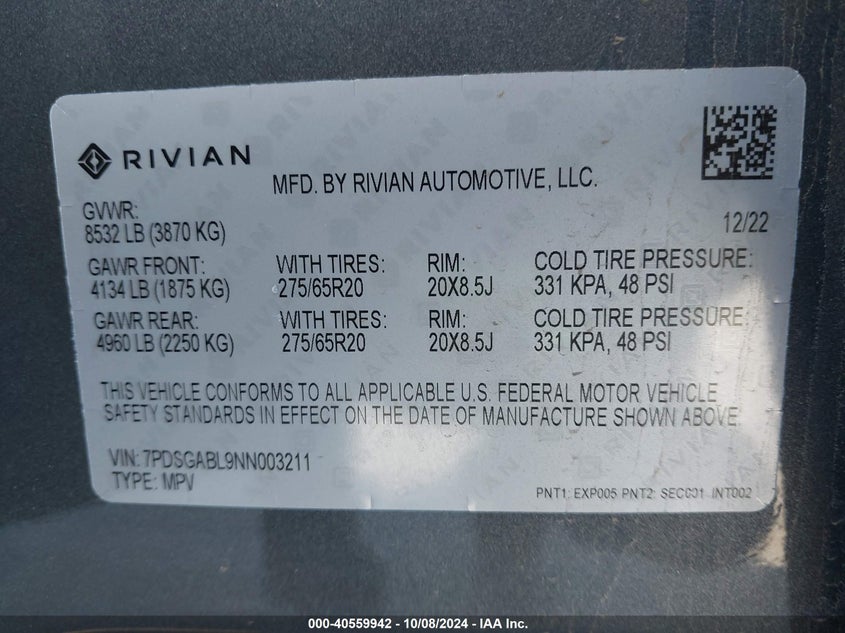 RIVIAN
MFD. BY RIVIAN AUTOMOTIVE, LLC.
GVWR:
8532 LB (3870 KG)
12/22
GAWR FRONT: WITH TIRES: RIM: COLD TIRE PRESSURE:
4134 LB (1875 KG) 275/65R20 20X8.5J 331 KPA, 48 PSI
GAWR REAR: WITH TIRES: RIM: COLD TIRE PRESSURE:
4960 LB (2250 KG) 275/65R20 20X8.5J 331 KPA, 48 PSI
THIS VEHICLE CONFORMS TO ALL APPLICABLE U.S. FEDERAL MOTOR VEHICLE
SAFETY STANDARDS IN EFFECT ON THE DATE OF MANUFACTURE SHOWN ABOVE.
VIN: 7PDSGABL9NN003211
TYPE: MPV
PNT1: EXP005 PNT2: SEC001 INT002
000-40559942 - 10/08/2024 - IAA Inc.